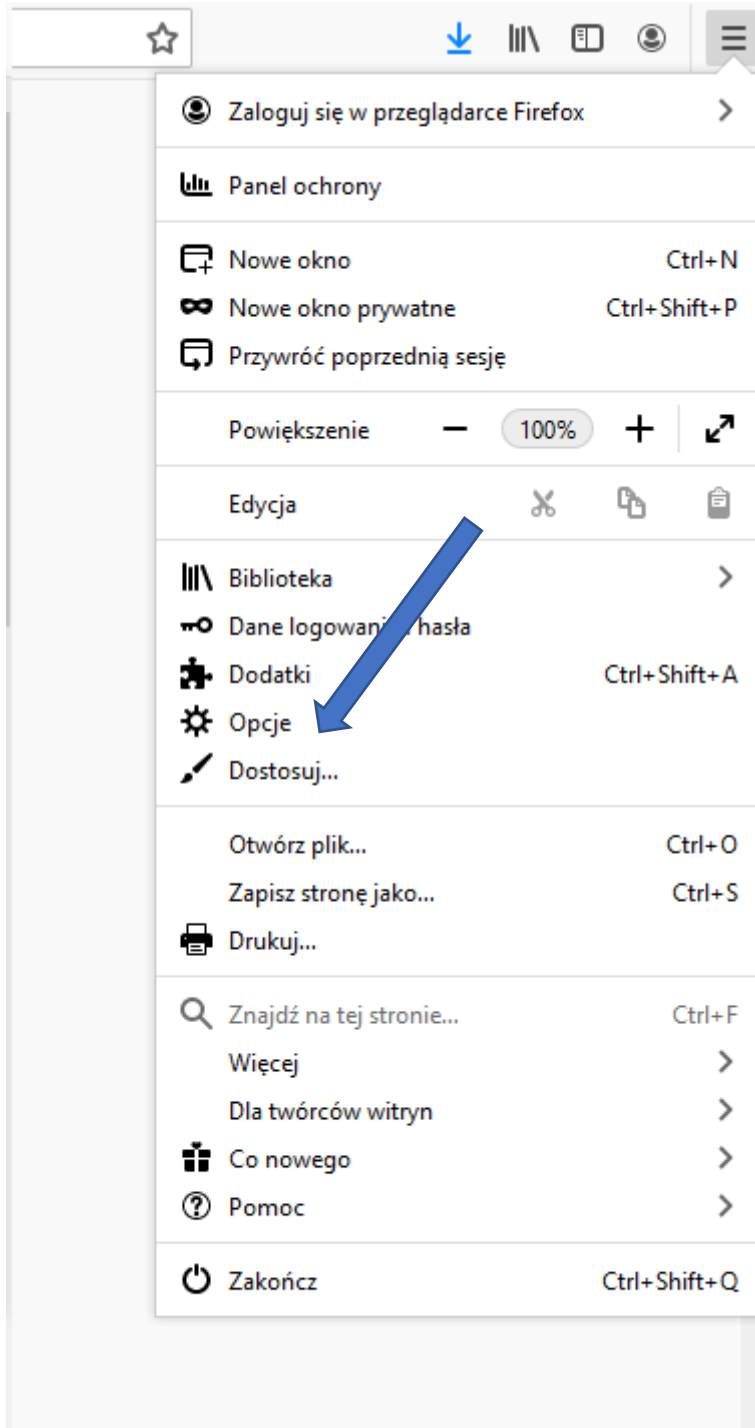 Zaloguj się w przeglądarce Firefox
Panel ochrony
Nowe okno Ctrl+N
Nowe okno prywatne Ctrl+Shift+P
Przywróć poprzednią sesję
Powiększenie 100%
Edycja
Biblioteka
Dane hasła
Dodatki Ctrl+Shift+A
Opcje
Dostosuj...
Otwórz plik... Ctrl+O
Zapisz stronę jako... Ctrl+S
Drukuj...
Znajdź na tej stronie... Ctrl+F
Więcej
Dla twórców witryn
Co nowego
Pomoc
Zakończ Ctrl+Shift+Q